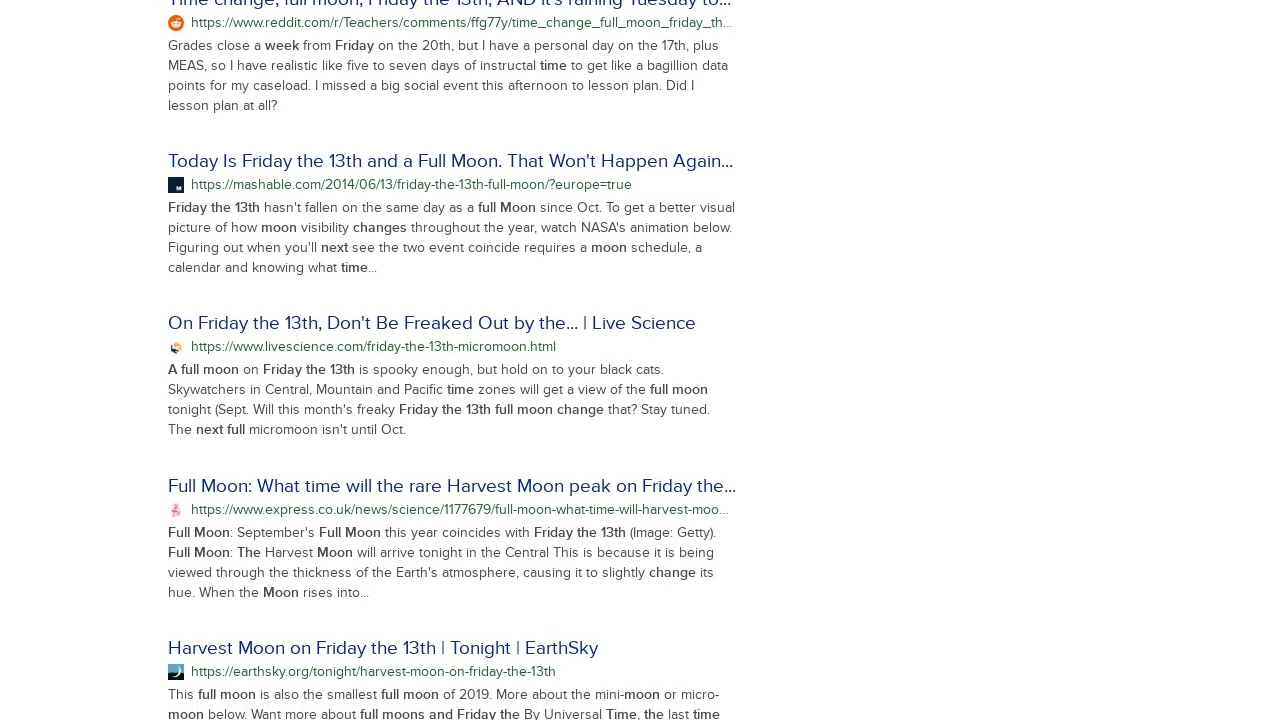 Time change, full moon, Friday the 13th, AND it's raining Tuesday to...
https://www.reddit.com/r/Teachers/comments/ffg77y/time_change_full_moon_friday_th...
Grades close a week from Friday on the 20th, but I have a personal day on the 17th, plus
MEAS, so I have realistic like five to seven days of instructal time to get like a bagillion data
points for my caseload. I missed a big social event this afternoon to lesson plan. Did I
lesson plan at all?
Today Is Friday the 13th and a Full Moon. That Won't Happen Again...
https://mashable.com/2014/06/13/friday-the-13th-full-moon/?europe=true
Friday the 13th hasn't fallen on the same day as a full Moon since Oct. To get a better visual
picture of how moon visibility changes throughout the year, watch NASA's animation below.
Figuring out when you'll next see the two event coincide requires a moon schedule, a
calendar and knowing what time...
On Friday the 13th, Don't Be Freaked Out by the... | Live Science
https://www.livescience.com/friday-the-13th-micromoon.html
A full moon on Friday the 13th is spooky enough, but hold on to your black cats.
Skywatchers in Central, Mountain and Pacific time zones will get a view of the full moon
tonight (Sept. Will this month's freaky Friday the 13th full moon change that? Stay tuned.
The next full micromoon isn't until Oct.
Full Moon: What time will the rare Harvest Moon peak on Friday the...
https://www.express.co.uk/news/science/1177679/full-moon-what-time-will-harvest-moo...
Full Moon: September's Full Moon this year coincides with Friday the 13th (Image: Getty).
Full Moon: The Harvest Moon will arrive tonight in the Central This is because it is being
viewed through the thickness of the Earth's atmosphere, causing it to slightly change its
hue. When the Moon rises into...
Harvest Moon on Friday the 13th | Tonight | EarthSky
https://earthsky.org/tonight/harvest-moon-on-friday-the-13th
This full moon is also the smallest full moon of 2019. More about the mini-moon or micro-
moon below. Want more about full moons and Friday the By Universal Time, the last time